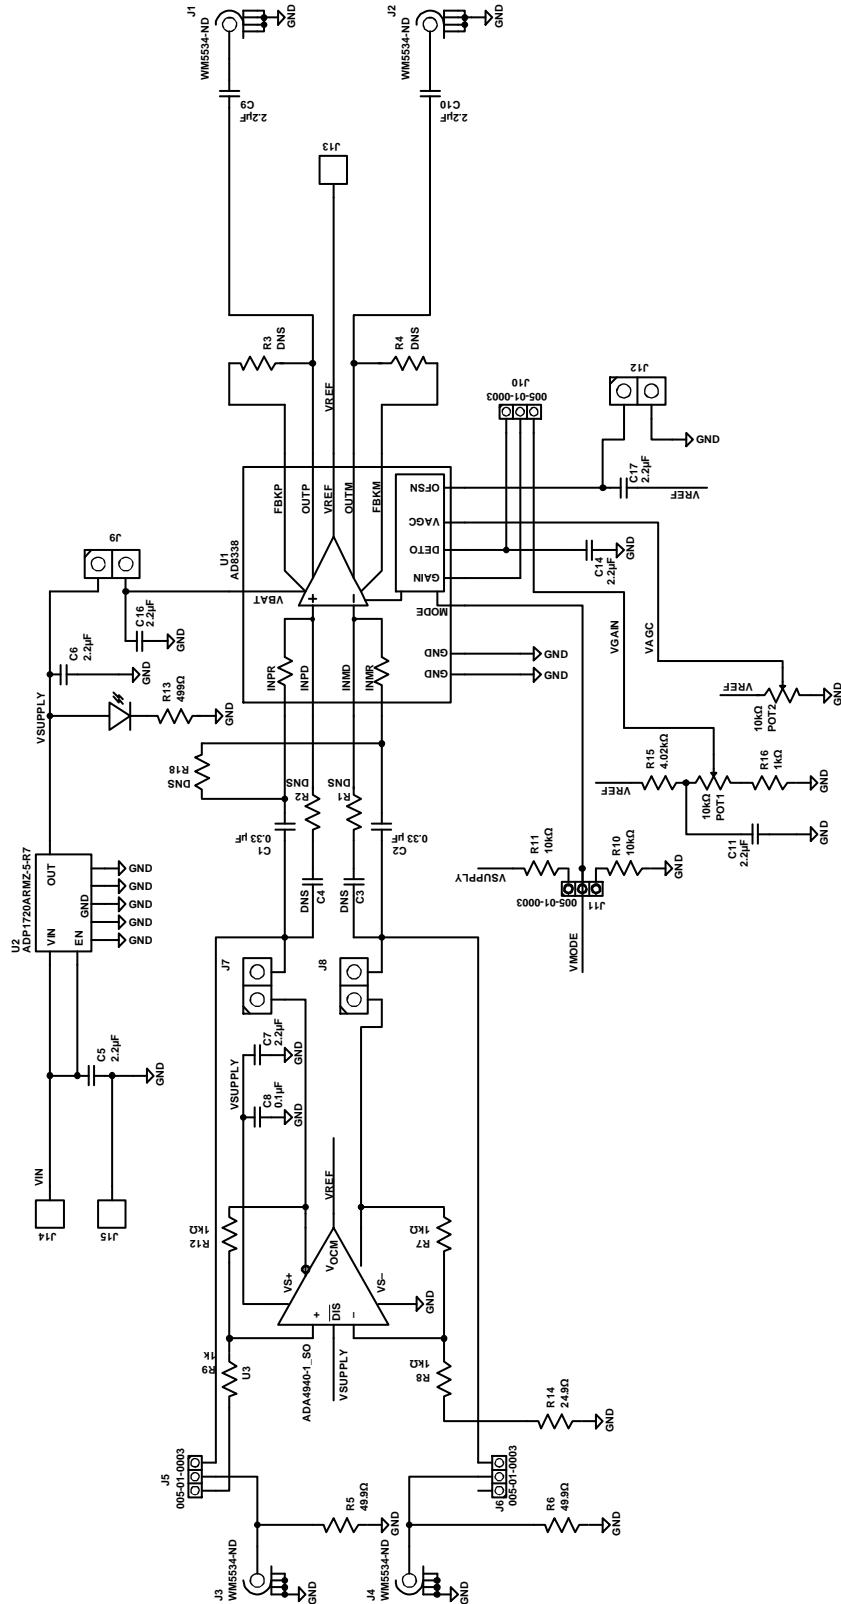 J1
WM5534-ND
GND
C9
2.2µF
J2
WM5534-ND
GND
C10
2.2µF
J13
R3
DNS
R4
DNS
VREF
J10
005-01-0003
J12
GND
C17
2.2µF
VREF
J9
U1
AD8338
FBKP
OUTP
VREF
OUTM
FBKM
OFSN
VAGC
DETO
GAIN
MODE
VBAT
+
–
INPR
INPD
INMD
INMR
GND
GND
C14
2.2µF
GND
C16
2.2µF
GND
C6
2.2µF
GND
VSUPPLY
R13
499Ω
GND
R18
DNS
R2
DNS
R1
DNS
C1
0.33 µF
C2
0.33 µF
C4
DNS
C3
DNS
VGAIN
VAGC
VREF
10kΩ
POT2
GND
VREF
R15
4.02kΩ
10kΩ
POT1
R16
1kΩ
GND
C11
2.2µF
GND
VSUPPLY
R11
10kΩ
R10
10kΩ
GND
005-01-0003
J11
VMODE
U2
ADP1720ARMZ-5-R7
VIN
OUT
EN
GND
GND
GND
GND
GND
GND
C5
2.2µF
GND
VIN
J14
J15
J7
J8
VSUPPLY
C7
2.2µF
GND
C8
0.1µF
GND
R12
1kΩ
VREF
R7
1kΩ
VS+
VOCM
VS–
+
DIS
–
GND
ADA4940-1_SO
U3
VSUPPLY
R9
1k
R8
1kΩ
R14
24.9Ω
GND
J5
005-01-0003
J6
005-01-0003
R5
49.9Ω
GND
R6
49.9Ω
GND
J3
WM5534-ND
GND
J4
WM5534-ND
GND